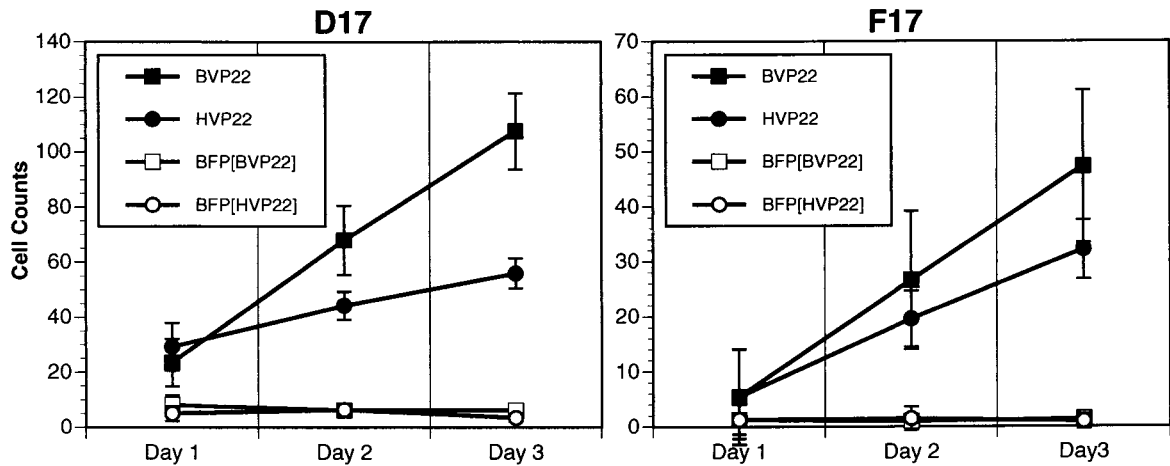 D17
140
120
100
80
60
40
20
0
Cell Counts
BVP22
HVP22
BFP[BVP22]
BFP[HVP22]
Day 1
Day 2
Day 3
F17
70
60
50
40
30
20
10
0
BVP22
HVP22
BFP[BVP22]
BFP[HVP22]
Day 1
Day 2
Day3